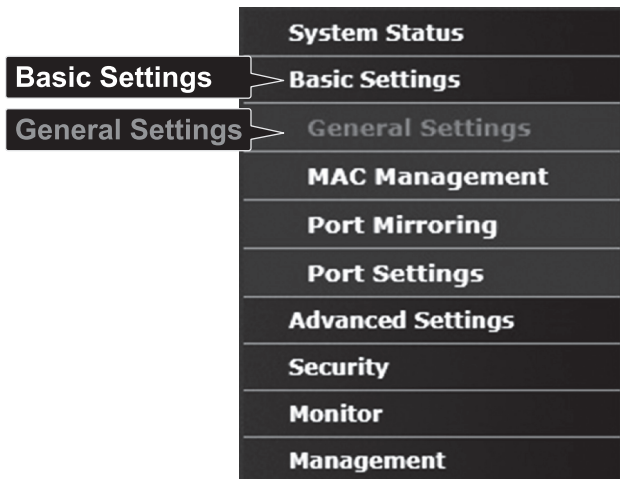 System Status
Basic Settings
Basic Settings
General Settings
General Settings
MAC Management
Port Mirroring
Port Settings
Advanced Settings
Security
Monitor
Management